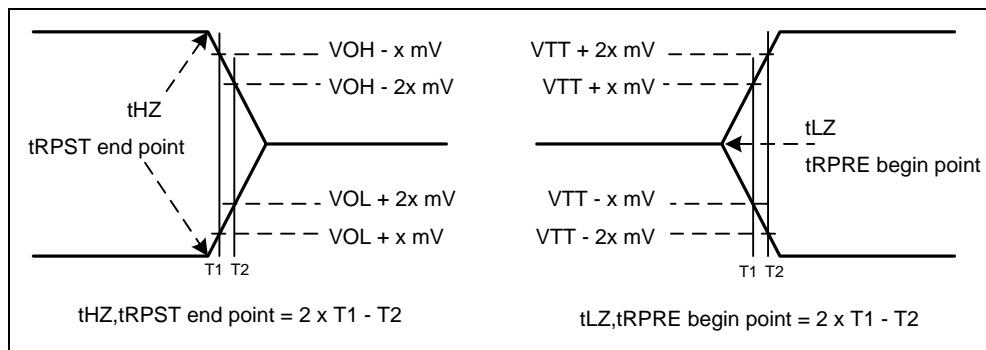 VOH - x mV
VOH - 2x mV
tHZ
tRPST end point
VOL + 2x mV
VOL + x mV
T1 T2
tHZ,tRPST end point = 2 x T1 - T2
VTT + 2x mV
VTT + x mV
tLZ
tRPRE begin point
VTT - x mV
VTT - 2x mV
T1 T2
tLZ,tRPRE begin point = 2 x T1 - T2